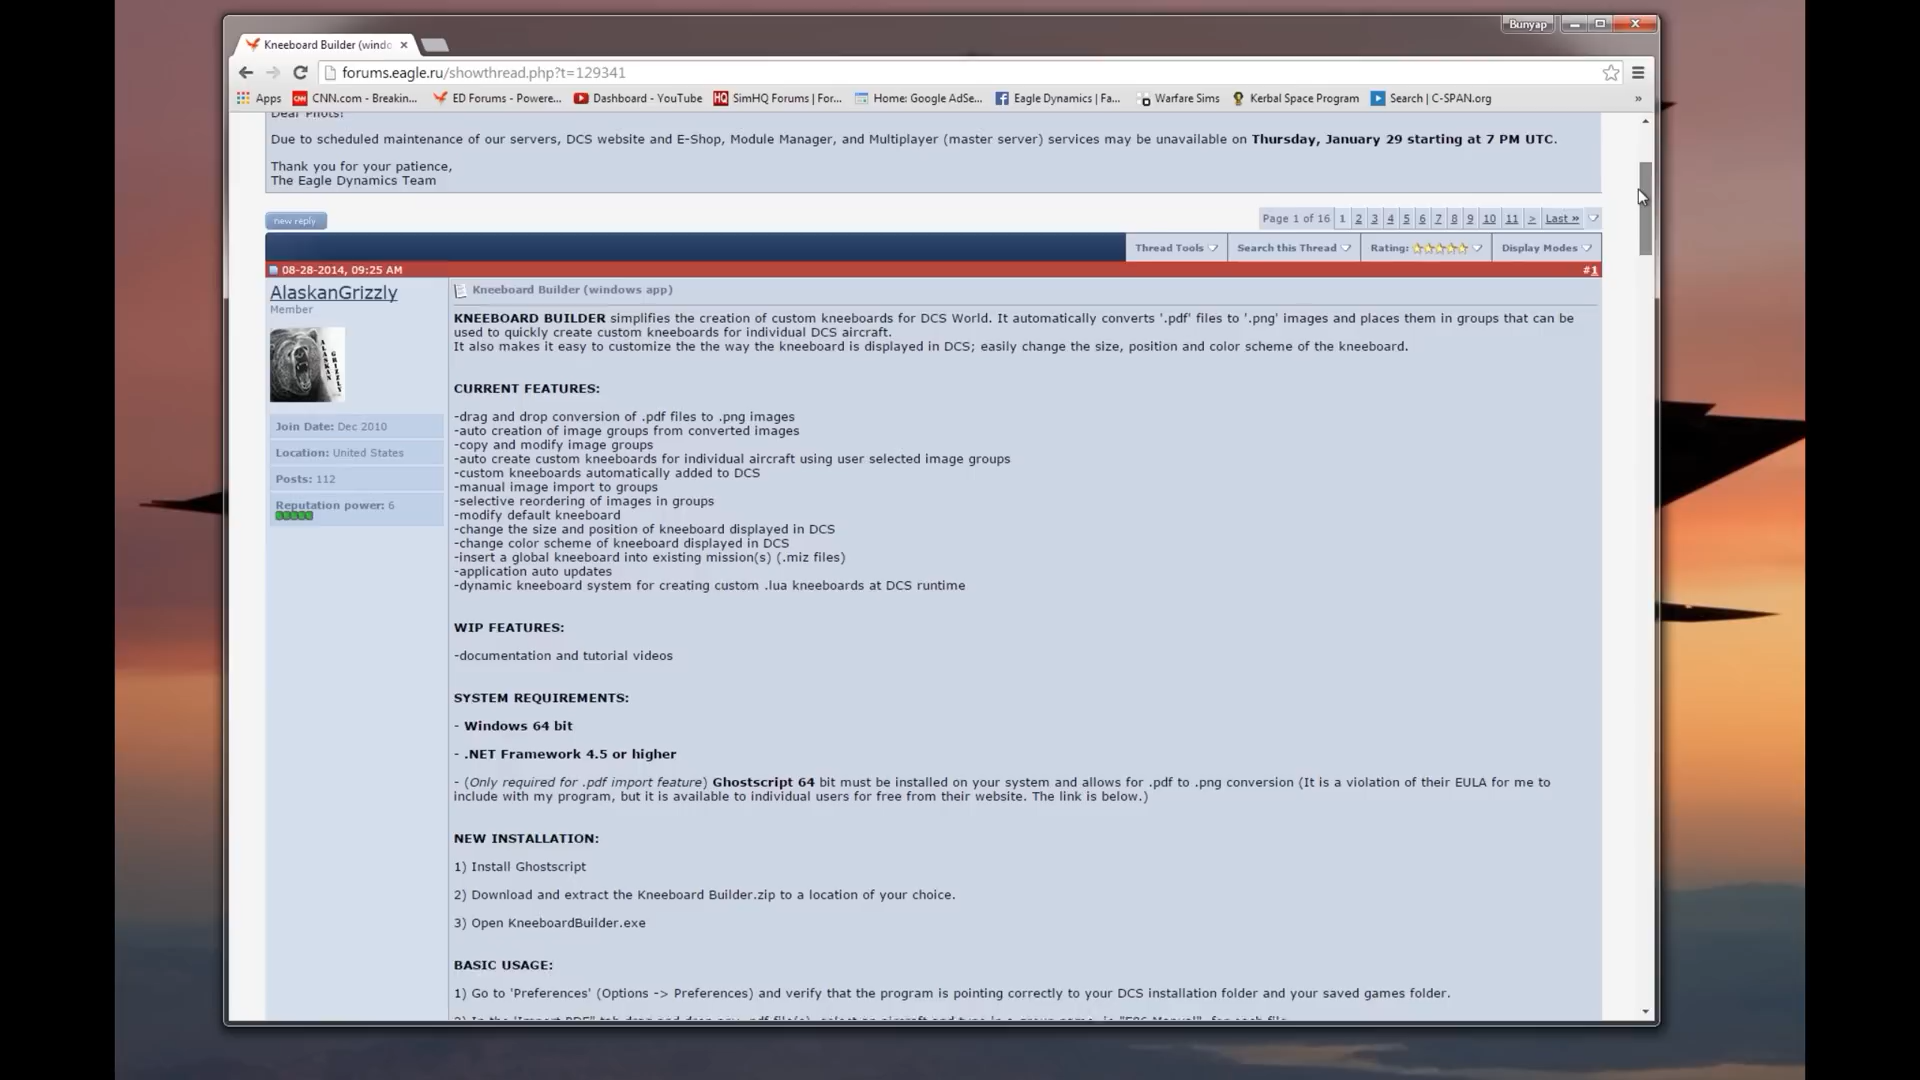 Bunyap
Kneeboard Builder (windo
forums.eagle.ru/showthread.php?t=129341
Apps CNN.com - Breakin... ED Forums - Powere... Dashboard - YouTube SimHQ Forums | For... Home: Google AdSe... Eagle Dynamics | Fa... Warfare Sims Kerbal Space Program Search | C-SPAN.org »
Dear Pilots!
Due to scheduled maintenance of our servers, DCS website and E-Shop, Module Manager, and Multiplayer (master server) services may be unavailable on Thursday, January 29 starting at 7 PM UTC.
Thank you for your patience,
The Eagle Dynamics Team
new reply
Page 1 of 16 1 2 3 4 5 6 7 8 9 10 11 > Last »
Thread Tools Search this Thread Rating: Display Modes
08-28-2014, 09:25 AM #1
AlaskanGrizzly
Member
ALASKAN GRIZZLY
Join Date: Dec 2010
Location: United States
Posts: 112
Reputation power: 6
Kneeboard Builder (windows app)
KNEEBOARD BUILDER simplifies the creation of custom kneeboards for DCS World. It automatically converts '.pdf' files to '.png' images and places them in groups that can be
used to quickly create custom kneeboards for individual DCS aircraft.
It also makes it easy to customize the the way the kneeboard is displayed in DCS; easily change the size, position and color scheme of the kneeboard.
CURRENT FEATURES:
-drag and drop conversion of .pdf files to .png images
-auto creation of image groups from converted images
-copy and modify image groups
-auto create custom kneeboards for individual aircraft using user selected image groups
-custom kneeboards automatically added to DCS
-manual image import to groups
-selective reordering of images in groups
-modify default kneeboard
-change the size and position of kneeboard displayed in DCS
-change color scheme of kneeboard displayed in DCS
-insert a global kneeboard into existing mission(s) (.miz files)
-application auto updates
-dynamic kneeboard system for creating custom .lua kneeboards at DCS runtime
WIP FEATURES:
-documentation and tutorial videos
SYSTEM REQUIREMENTS:
- Windows 64 bit
- .NET Framework 4.5 or higher
- (Only required for .pdf import feature) Ghostscript 64 bit must be installed on your system and allows for .pdf to .png conversion (It is a violation of their EULA for me to
include with my program, but it is available to individual users for free from their website. The link is below.)
NEW INSTALLATION:
1) Install Ghostscript
2) Download and extract the Kneeboard Builder.zip to a location of your choice.
3) Open KneeboardBuilder.exe
BASIC USAGE:
1) Go to 'Preferences' (Options -> Preferences) and verify that the program is pointing correctly to your DCS installation folder and your saved games folder.